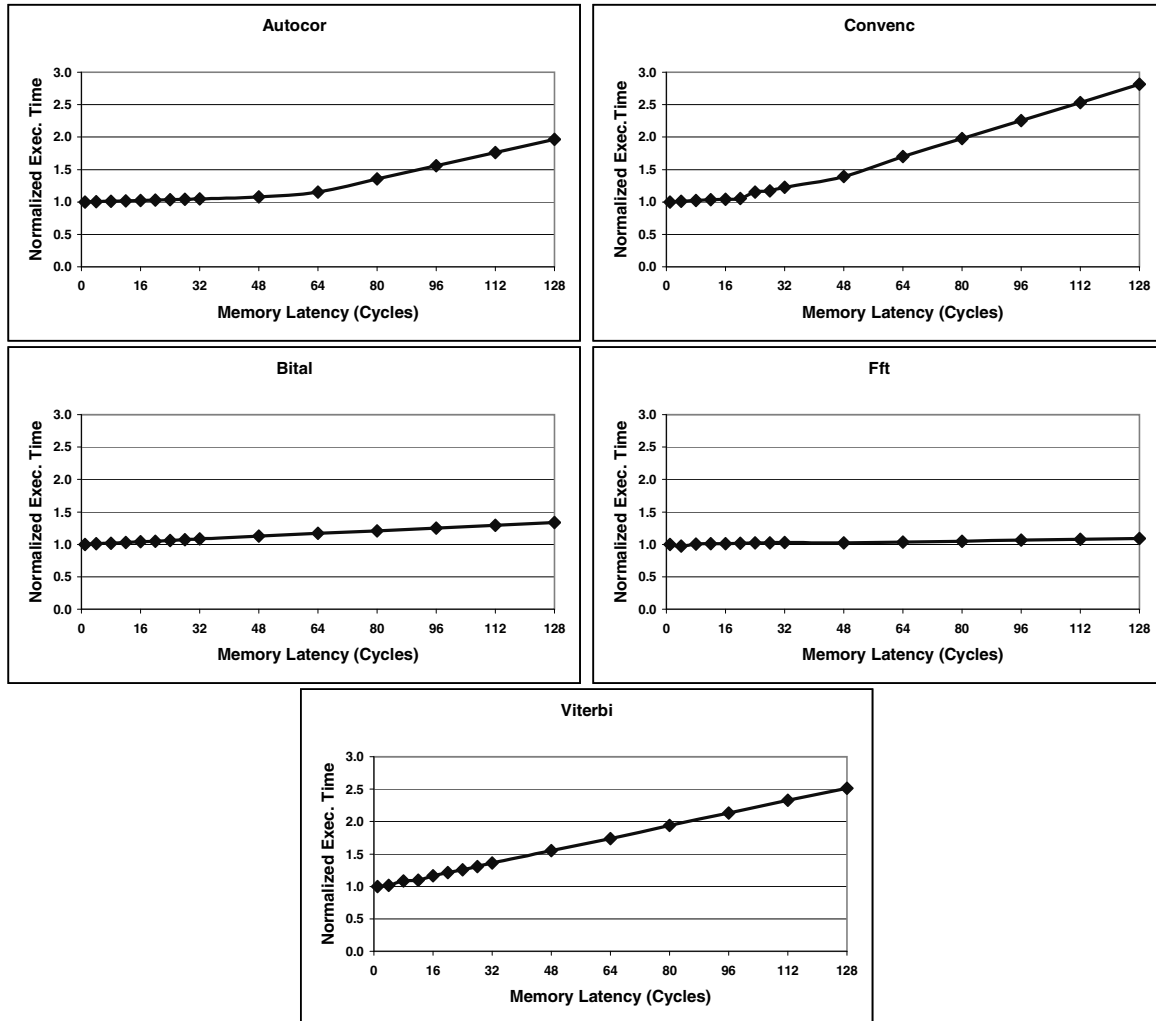 Autocor
Normalized Exec. Time
3.0
2.5
2.0
1.5
1.0
0.5
0.0
0 16 32 48 64 80 96 112 128
Memory Latency (Cycles)
Convenc
Normalized Exec.Time
3.0
2.5
2.0
1.5
1.0
0.5
0.0
0 16 32 48 64 80 96 112 128
Memory Latency (Cycles)
Bital
Normalized Exec. Time
3.0
2.5
2.0
1.5
1.0
0.5
0.0
0 16 32 48 64 80 96 112 128
Memory Latency (Cycles)
Fft
Normalized Exec. Time
3.0
2.5
2.0
1.5
1.0
0.5
0.0
0 16 32 48 64 80 96 112 128
Memory Latency (Cycles)
Viterbi
Normalized Exec. Time
3.0
2.5
2.0
1.5
1.0
0.5
0.0
0 16 32 48 64 80 96 112 128
Memory Latency (Cycles)